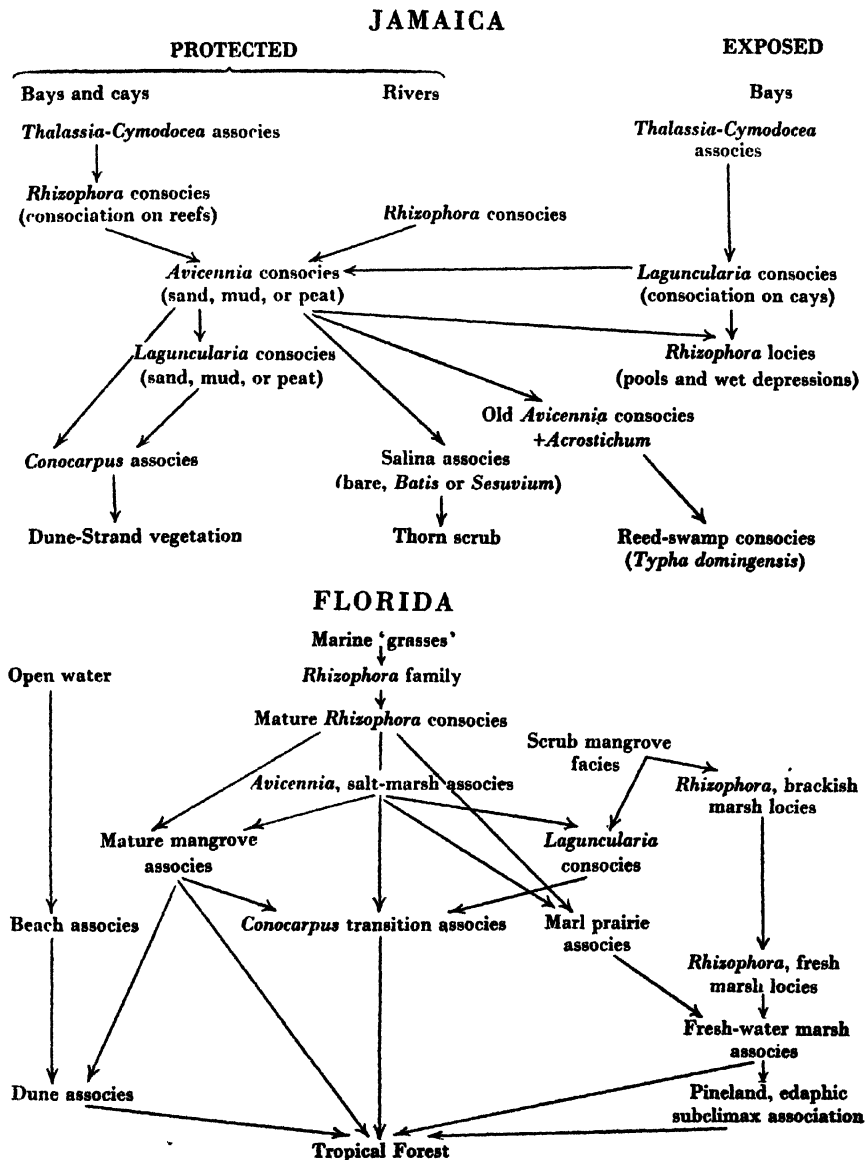 JAMAICA
PROTECTED
EXPOSED
Bays and cays
Rivers
Bays
Thalassia-Cymodocea associes
Thalassia-Cymodocea
associes
Rhizophora consocies
(consociation on reefs)
Rhizophora consocies
Avicennia consocies
(sand, mud, or peat)
Laguncularia consocies
(consociation on cays)
Laguncularia consocies
(sand, mud, or peat)
Rhizophora locies
(pools and wet depressions)
Old Avicennia consocies
+Acrostichum
Conocarpus associes
Salina associes
(bare, Batis or Sesuvium)
Dune-Strand vegetation
Thorn scrub
Reed-swamp consocies
(Typha domingensis)
FLORIDA
Marine 'grasses'
Open water
Rhizophora family
Mature Rhizophora consocies
Scrub mangrove
facies
Avicennia, salt-marsh associes
Rhizophora, brackish
marsh locies
Mature mangrove
associes
Laguncularia
consocies
Beach associes
Conocarpus transition associes
Marl prairie
associes
Rhizophora, fresh
marsh locies
Fresh-water marsh
associes
Dune associes
Pineland, edaphic
subclimax association
Tropical Forest